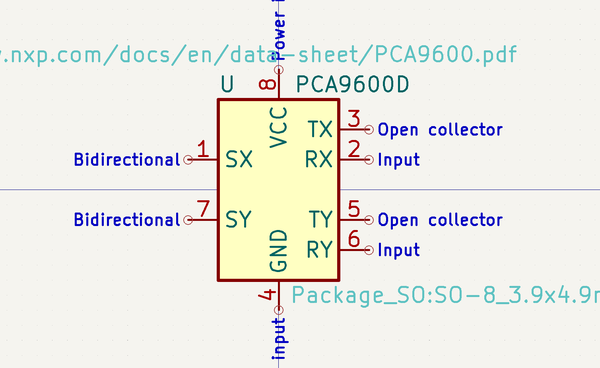 Power i
.nxp.com/docs/en/data-sheet/PCA9600.pdf
U PCA9600D
8
VCC
TX 3 Open collector
RX 2 Input
Bidirectional 1 SX
Bidirectional 7 SY
TY 5 Open collector
RY 6 Input
GND
4
Package_SO:SO-8_3.9x4.9
input